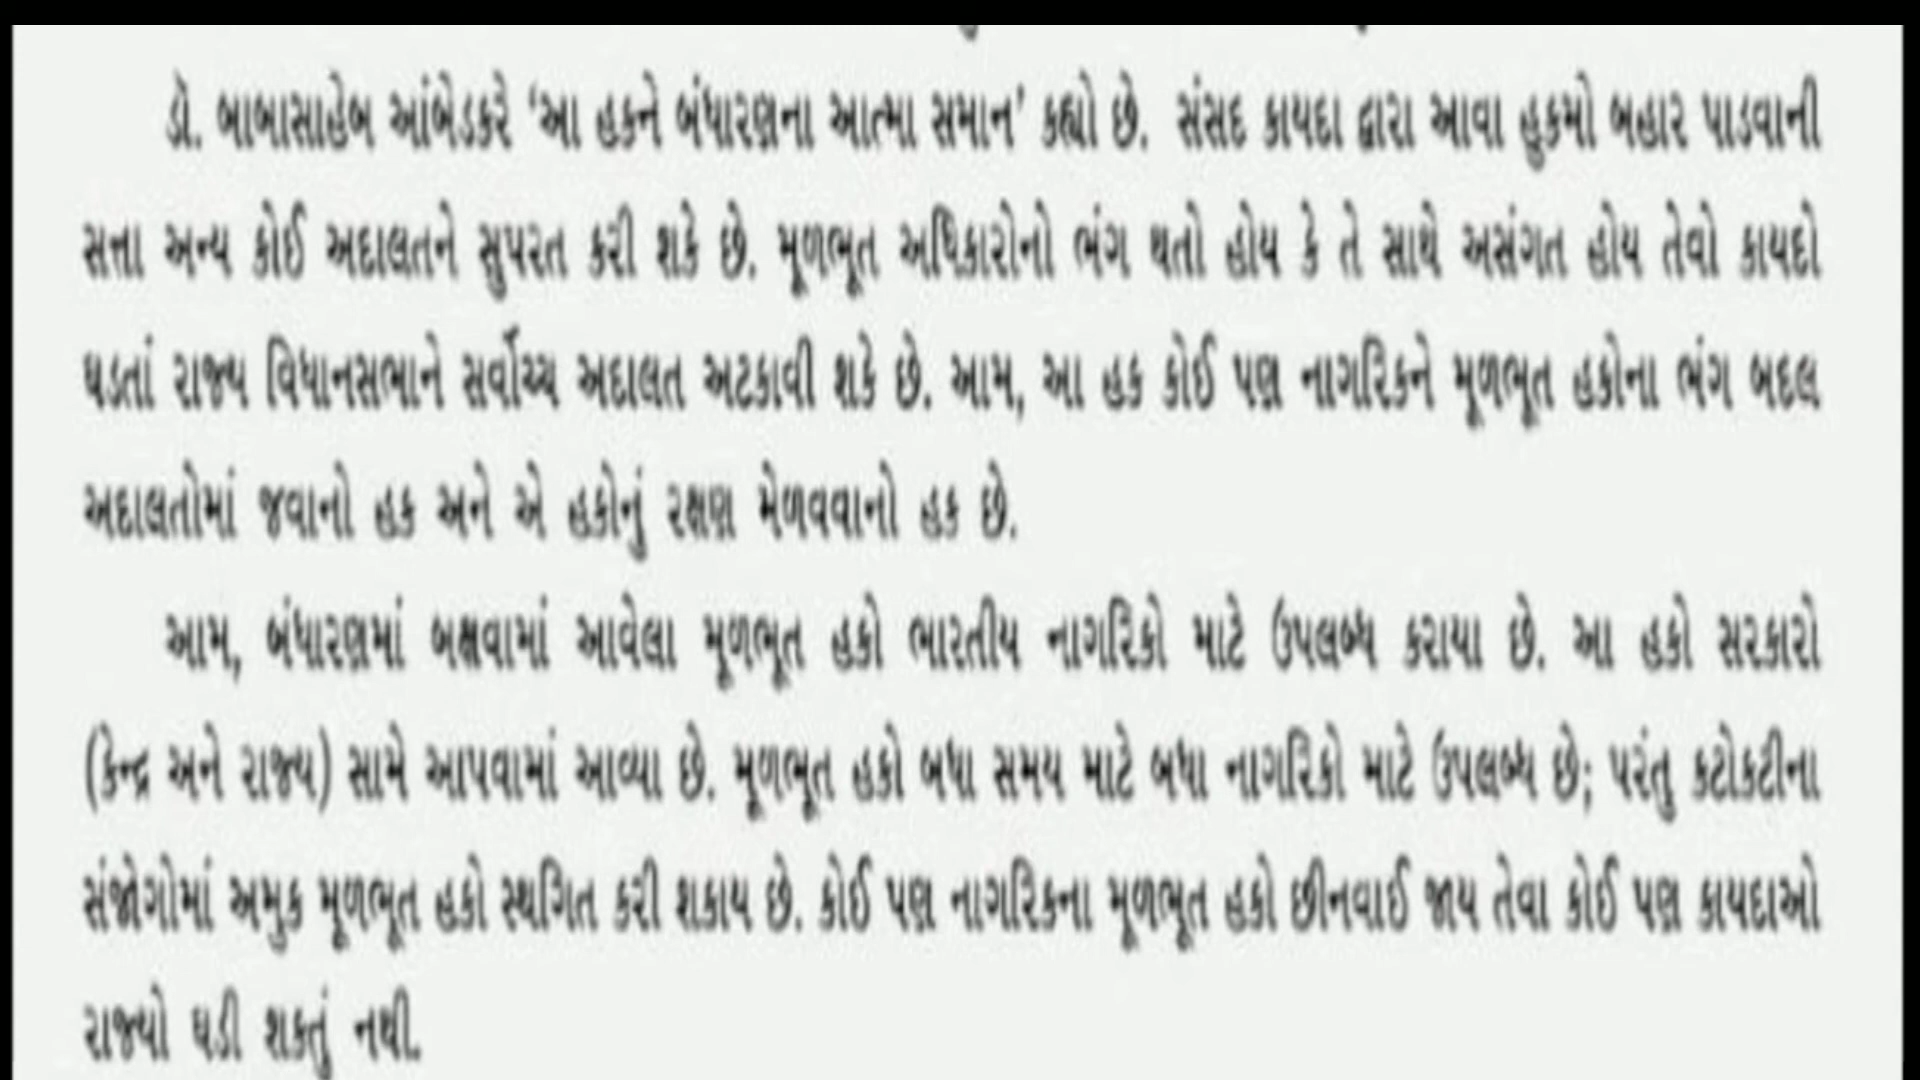 ડૉ. બાબાસાહેબ આંબેડકરે ‘આ હકને બંધારણના આત્મા સમાન’ કહ્યો છે. સંસદ કાયદા દ્વારા આવા હુકમો બહાર પાડવાની
સત્તા અન્ય કોઈ અદાલતને સુપરત કરી શકે છે. મૂળભૂત અધિકારોનો ભંગ થતો હોય કે તે સાથે અસંગત હોય તેવો કાયદો
ઘડતાં રાજ્ય વિધાનસભાને સર્વોચ્ચ અદાલત અટકાવી શકે છે. આમ, આ હક કોઈ પણ નાગરિકને મૂળભૂત હકોના ભંગ બદલ
અદાલતોમાં જવાનો હક અને એ હકોનું રક્ષણ મેળવવાનો હક છે.
આમ, બંધારણમાં બક્ષવામાં આવેલા મૂળભૂત હકો ભારતીય નાગરિકો માટે ઉપલબ્ધ કરાયા છે. આ હકો સરકારો
(કેન્દ્ર અને રાજ્ય) સામે આપવામાં આવ્યા છે. મૂળભૂત હકો બધા સમય માટે બધા નાગરિકો માટે ઉપલબ્ધ છે; પરંતુ કટોકટીના
સંજોગોમાં અમુક મૂળભૂત હકો સ્થગિત કરી શકાય છે. કોઈ પણ નાગરિકના મૂળભૂત હકો છીનવાઈ જાય તેવા કોઈ પણ કાયદાઓ
રાજ્યો ઘડી શકતું નથી.